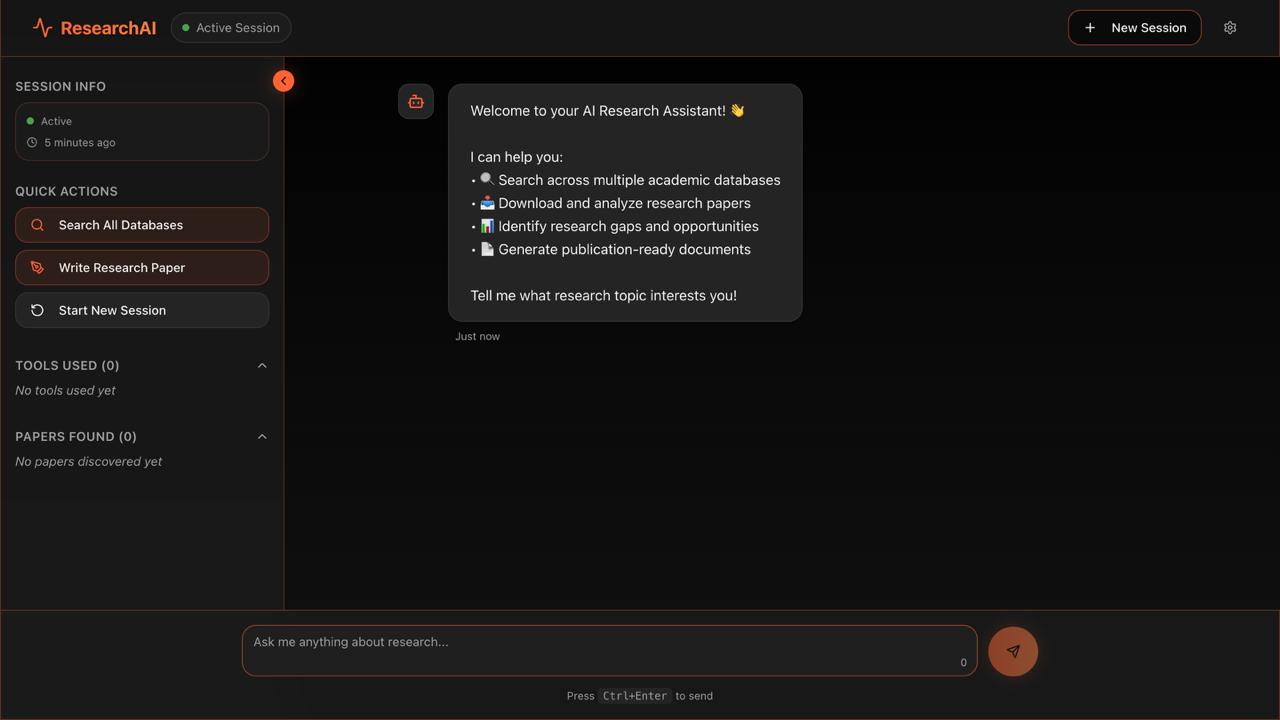 ResearchAI
Active Session
New Session
SESSION INFO
Active
5 minutes ago
QUICK ACTIONS
Search All Databases
Write Research Paper
Start New Session
TOOLS USED (0)
No tools used yet
PAPERS FOUND (0)
No papers discovered yet
Welcome to your AI Research Assistant! 👋
I can help you:
• 🔍 Search across multiple academic databases
• 📥 Download and analyze research papers
• 📊 Identify research gaps and opportunities
• 📄 Generate publication-ready documents
Tell me what research topic interests you!
Just now
Ask me anything about research...
0
Press Ctrl+Enter to send